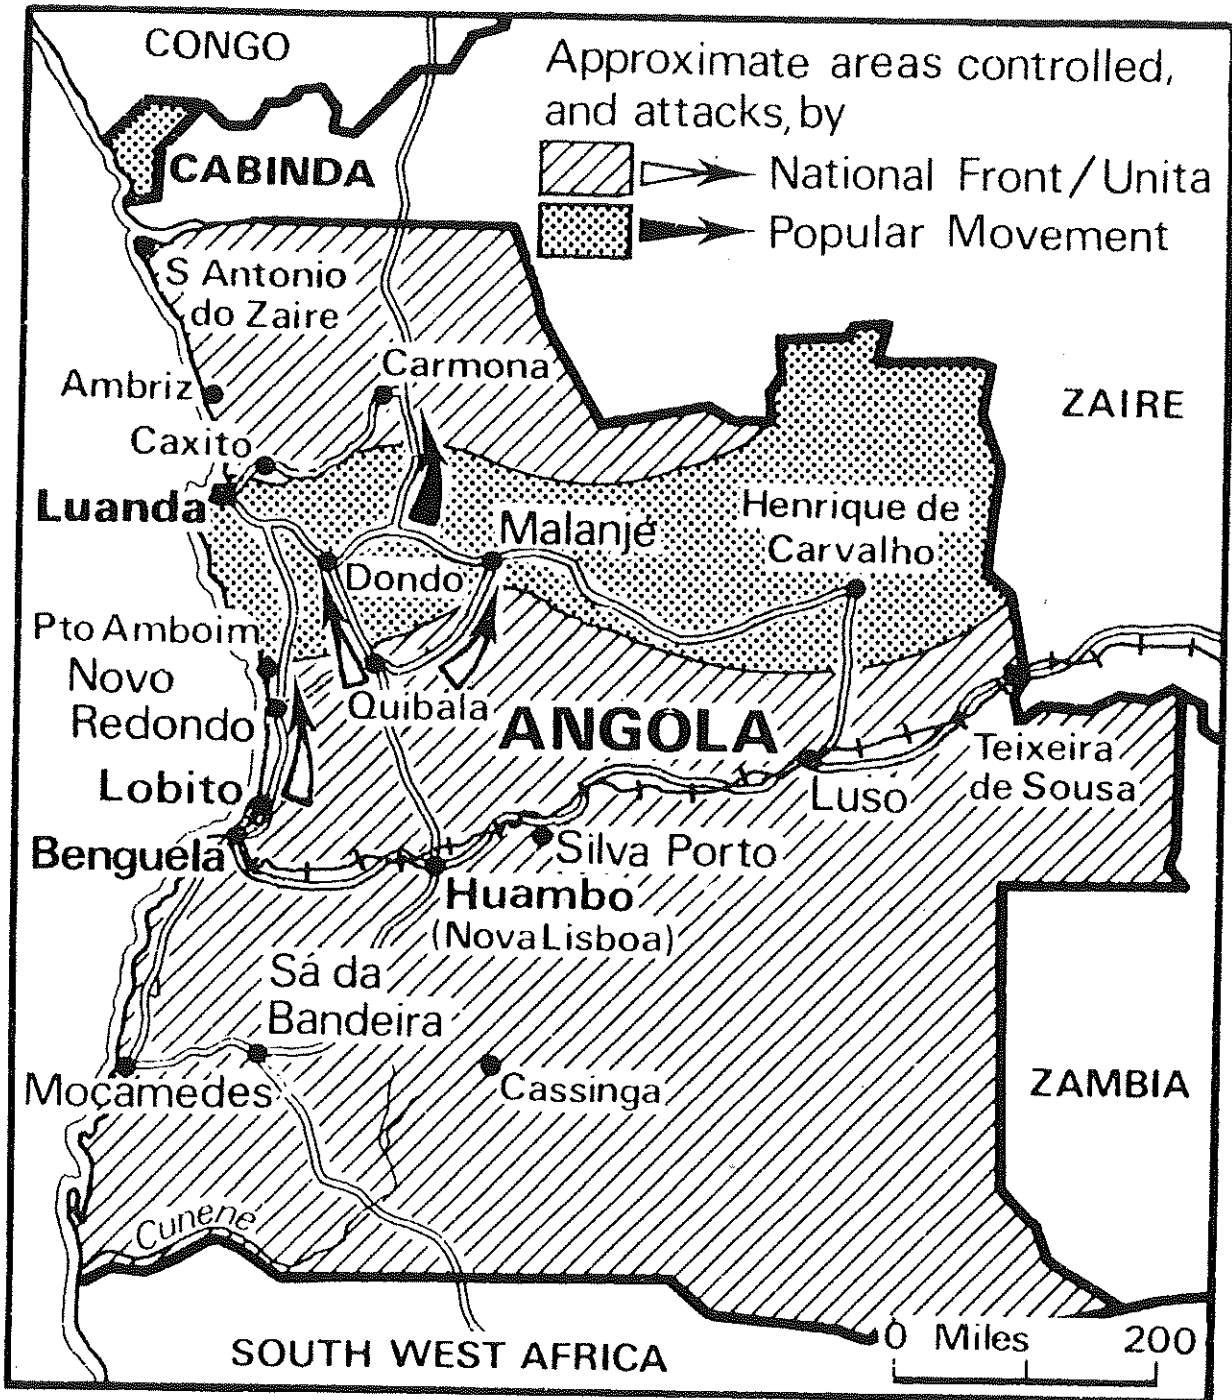 CONGO
Approximate areas controlled,
and attacks, by
National Front/Unita
Popular Movement
CABINDA
S Antonio
do Zaire
Ambriz
Carmona
ZAIRE
Caxito
Luanda
Malanje
Henrique de
Carvalho
Dondo
Pto Amboim
Novo
Redondo
Quibala
ANGOLA
Teixeira
de Sousa
Lobito
Luso
Benguela
Silva Porto
Huambo
(Nova Lisboa)
Sá da
Bandeira
Moçamedes
Cassinga
ZAMBIA
Cunene
SOUTH WEST AFRICA
0 Miles 200